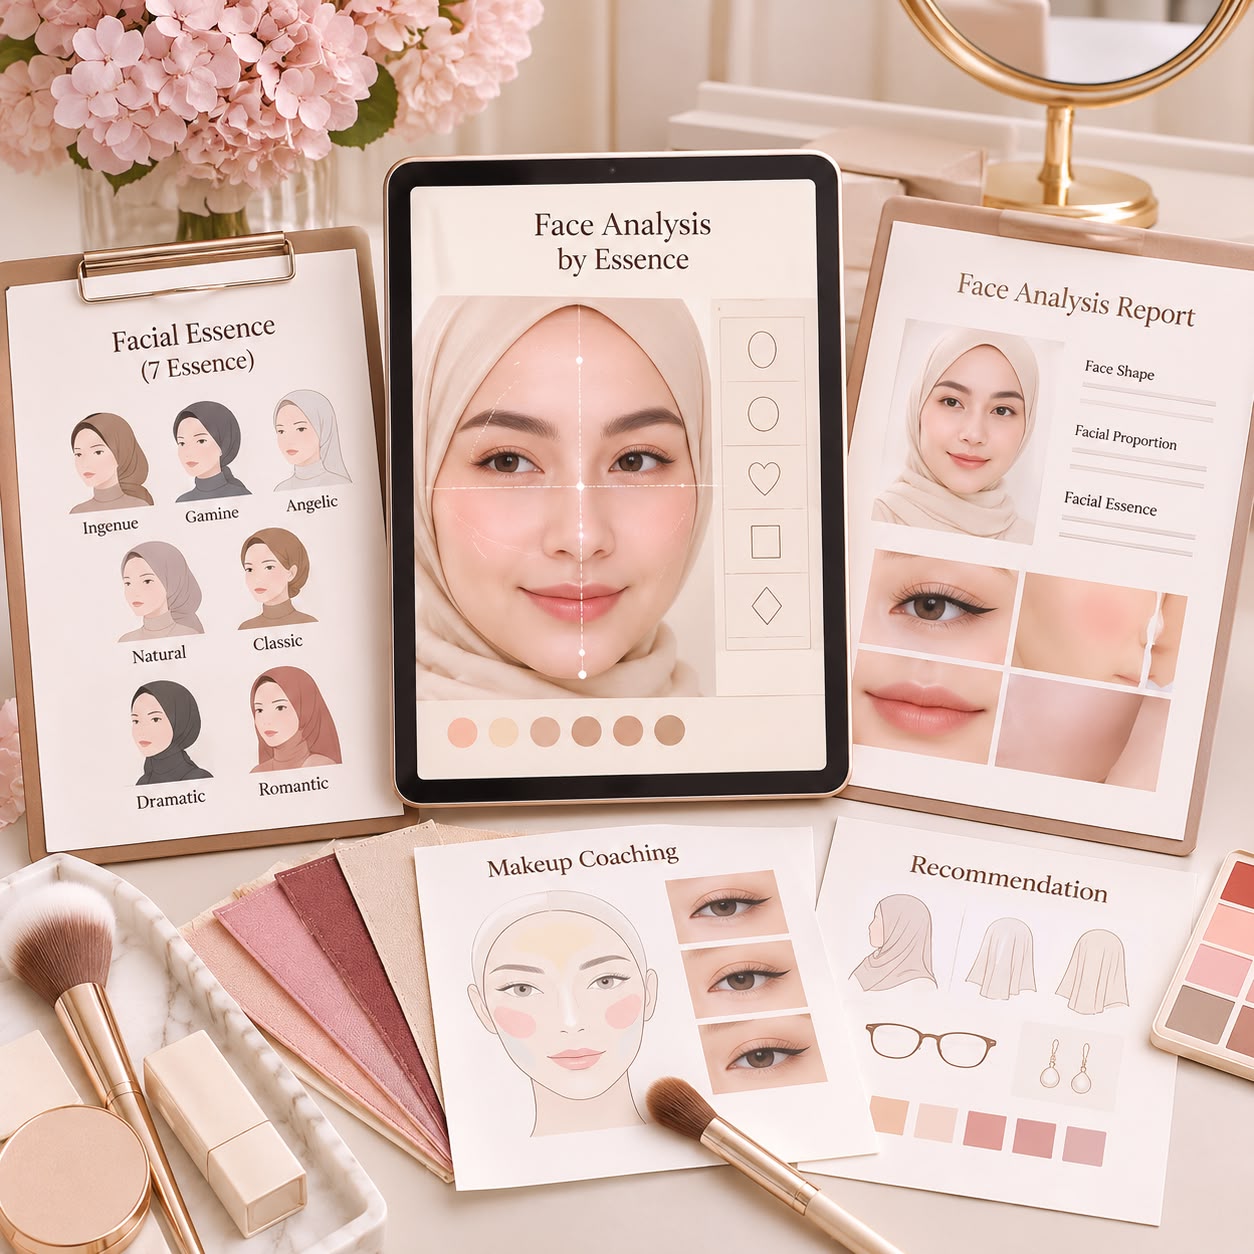 Facial Essence
(7 Essence)
Ingenue
Gamine
Angelic
Natural
Classic
Dramatic
Romantic
Face Analysis
by Essence
Face Analysis Report
Face Shape
Facial Proportion
Facial Essence
Makeup Coaching
Recommendation